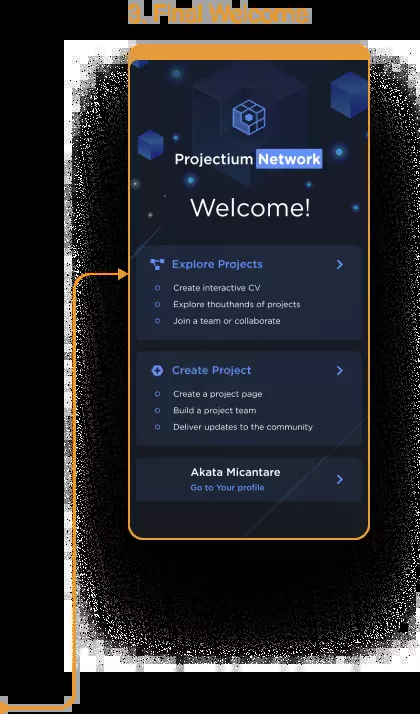 3. Final Welcome
Projectium Network
Welcome!
Explore Projects
Create interactive CV
Explore thouthands of projects
Join a team or collaborate
Create Project
Create a project page
Build a project team
Deliver updates to the community
Akata Micantare
Go to Your profile